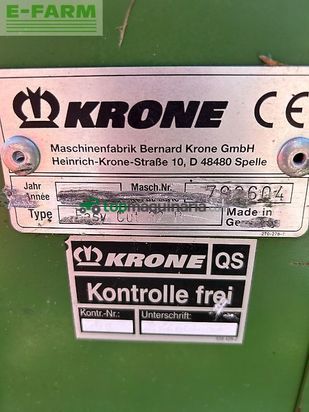 E-FARM
KRONE CE
Maschinenfabrik Bernard Krone GmbH
Heinrich-Krone-Straße 10, D 48480 Spelle
Jahr
Année
Masch.Nr.
Type
Made in
topmaquinaria
KRONE QS
Kontrolle frei
Kontr.-Nr.: Unterschrift: